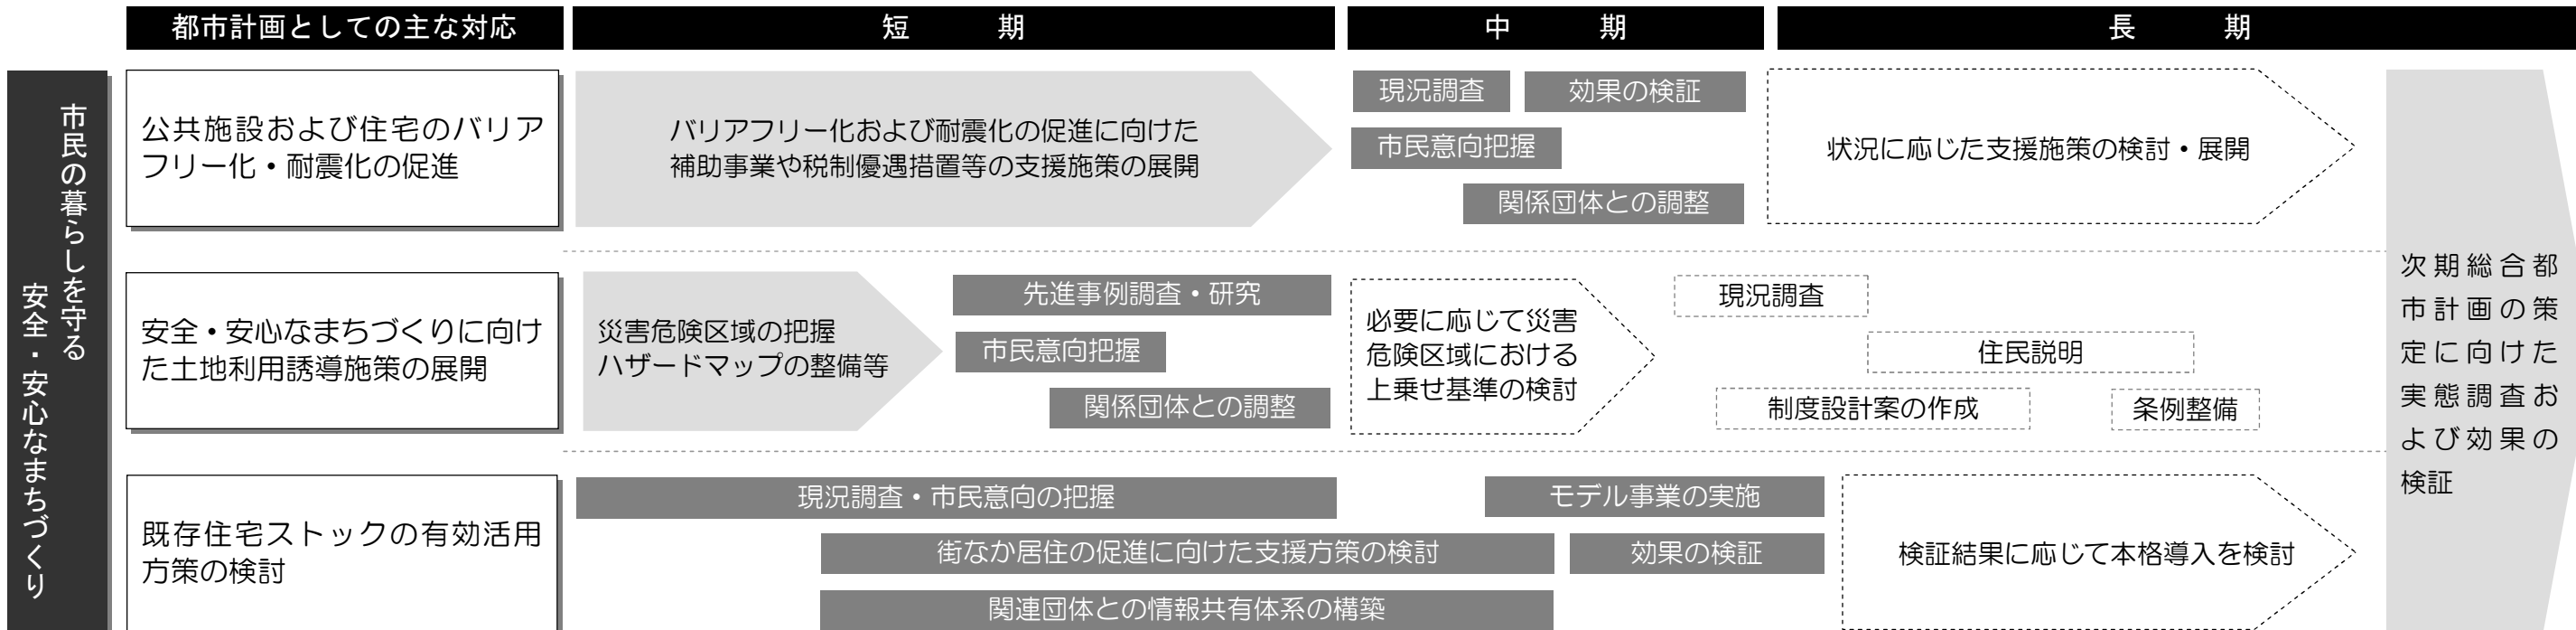 都市計画としての主な対応
短期
中期
長期
市民の暮らしを守る
安全・安心なまちづくり
公共施設および住宅のバリア
フリー化・耐震化の促進
バリアフリー化および耐震化の促進に向けた
補助事業や税制優遇措置等の支援施策の展開
現況調査
効果の検証
市民意向把握
関係団体との調整
状況に応じた支援施策の検討・展開
安全・安心なまちづくりに向け
た土地利用誘導施策の展開
災害危険区域の把握
ハザードマップの整備等
先進事例調査・研究
市民意向把握
関係団体との調整
必要に応じて災害
危険区域における
上乗せ基準の検討
現況調査
住民説明
制度設計案の作成
条例整備
既存住宅ストックの有効活用
方策の検討
現況調査・市民意向の把握
街なか居住の促進に向けた支援方策の検討
関連団体との情報共有体系の構築
モデル事業の実施
効果の検証
検証結果に応じて本格導入を検討
次期総合都
市計画の策
定に向けた
実態調査お
よび効果の
検証